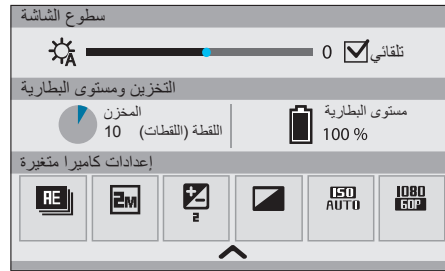 سطوع الشاشة
تلقائي 0
A
التخزين ومستوى البطارية
المخزن
اللقطة (اللقطات) 10
مستوى البطارية
100 %
إعدادات كاميرا متغيرة
AE
2M
2
ISO AUTO
1080 60P